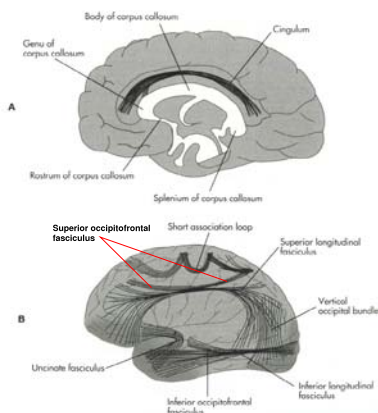 Body of corpus callosum
Cingulum
Genu of
corpus callosum
A
Rostrum of corpus callosum
Splenium of corpus callosum
Superior occipitofrontal
fasciculus
Short association loop
Superior longitudinal
fasciculus
Vertical
occipital bundle
B
Uncinate fasciculus
Inferior longitudinal
fasciculus
Inferior occipitofrontal
fasciculus